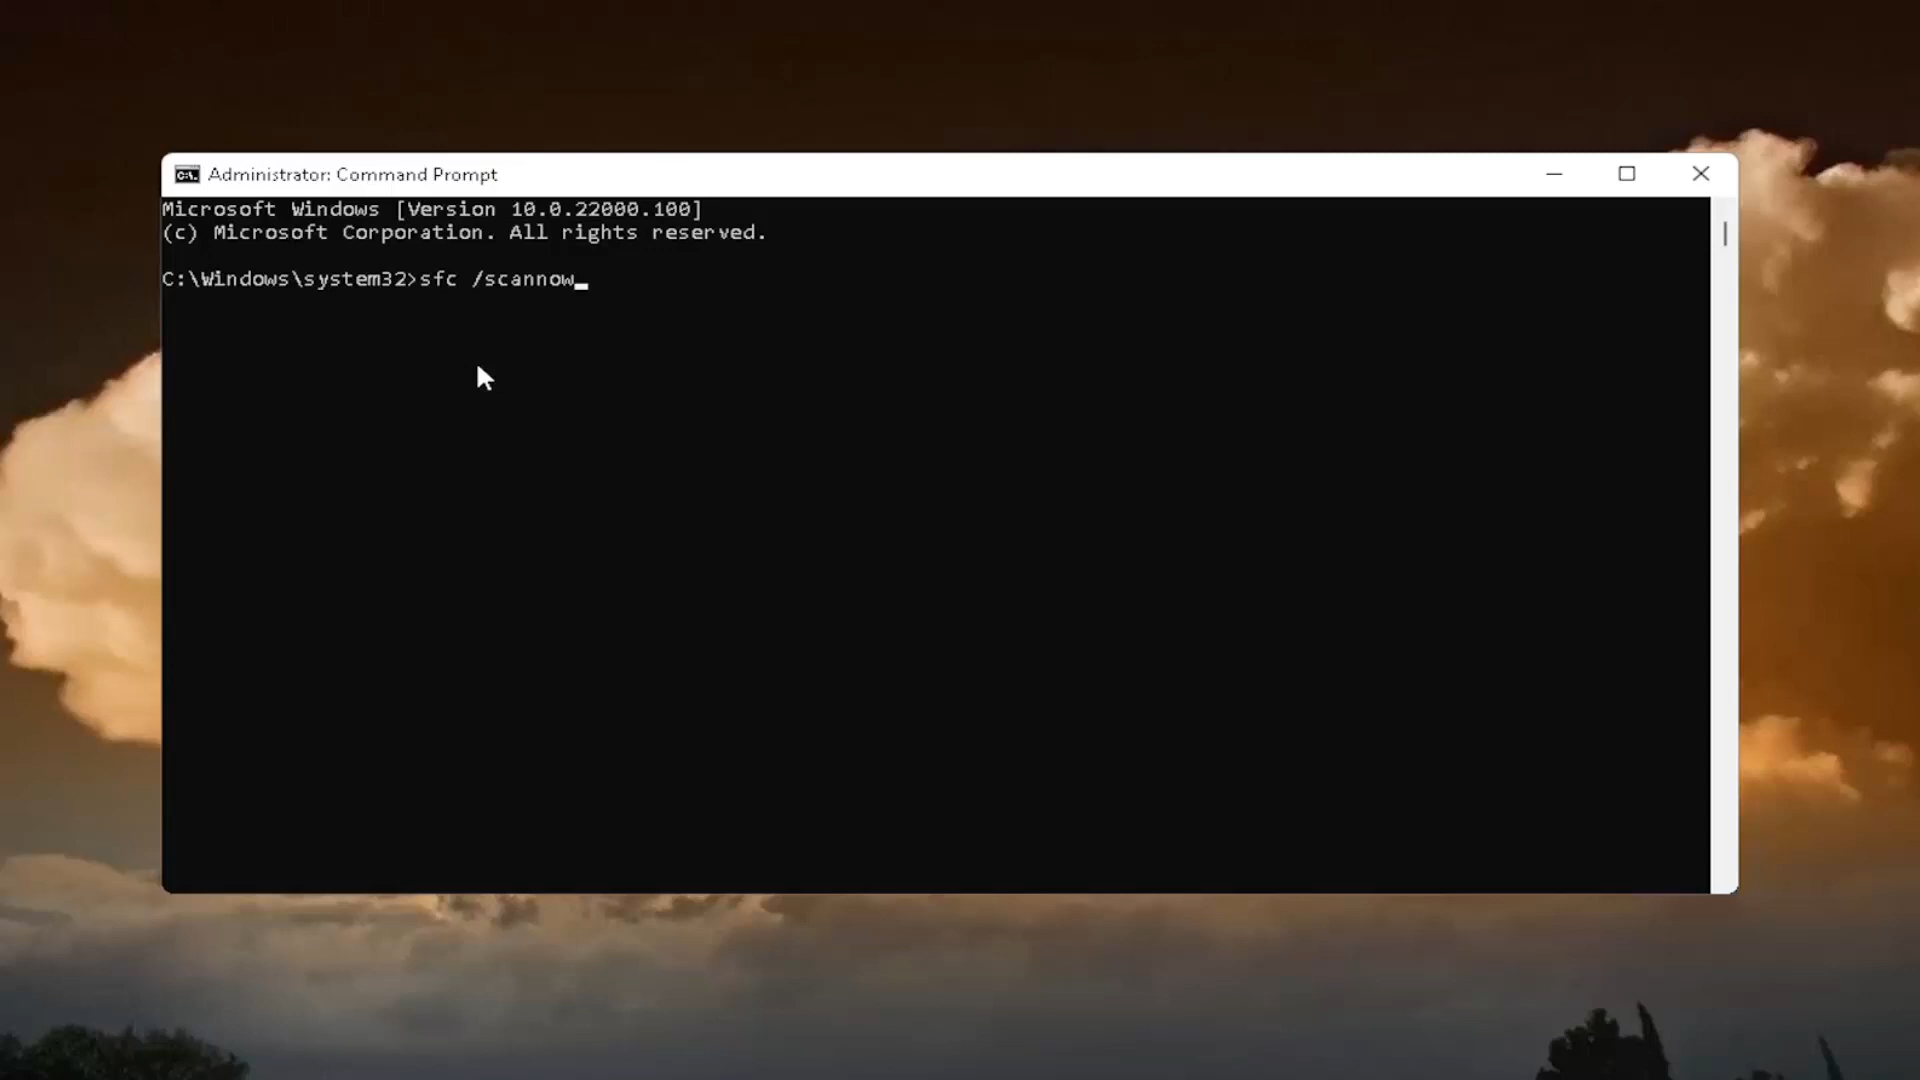 Administrator: Command Prompt
Microsoft Windows [Version 10.0.22000.100]
(c) Microsoft Corporation. All rights reserved.
C:\Windows\system32>sfc /scannow